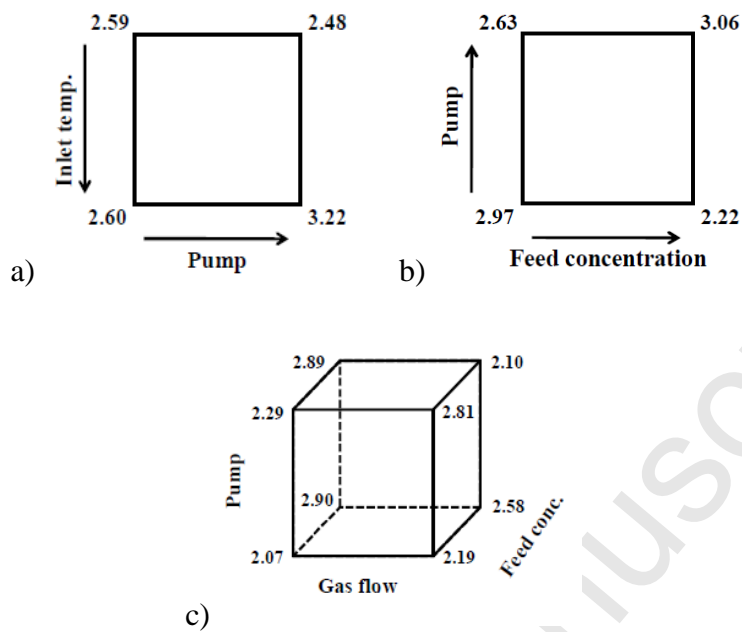 2.59 2.48
Inlet temp.
2.60 3.22
Pump
a)
2.63 3.06
Pump
2.97 2.22
Feed concentration
b)
2.89 2.10
2.29 2.81
Pump
2.90 2.58
Feed conc.
2.07 2.19
Gas flow
c)